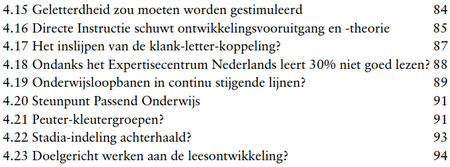 4.15 Geletterdheid zou moeten worden gestimuleerd 84
4.16 Directe Instructie schuwt ontwikkelingsvooruitgang en -theorie 85
4.17 Het inslijpen van de klank-letter-koppeling? 87
4.18 Ondanks het Expertisecentrum Nederlands leert 30% niet goed lezen? 88
4.19 Onderwijsloopbanen in continu stijgende lijnen? 89
4.20 Steunpunt Passend Onderwijs 91
4.21 Peuter-kleutergroepen? 91
4.22 Stadia-indeling achterhaald? 93
4.23 Doelgericht werken aan de leesontwikkeling? 94